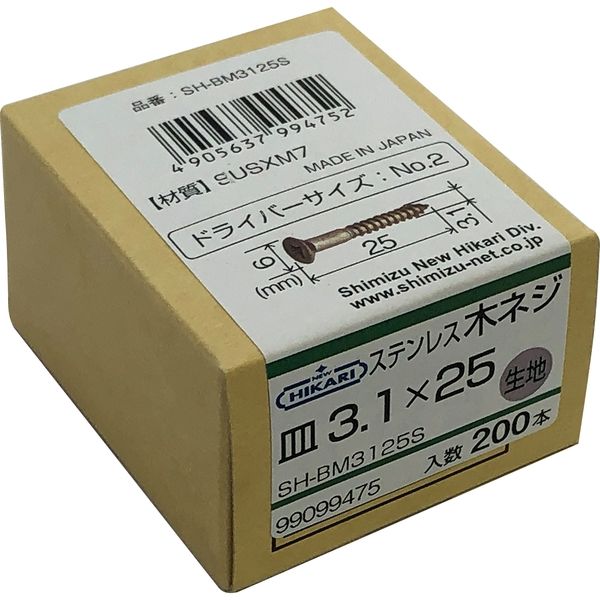 品番：SH-BM3125S
4 905637 994752
【材質】SUSXM7
MADE IN JAPAN
ドライバーサイズ：No.2
6
25
3.1
(mm)
Shimizu New Hikari Div.
www.shimizu-net.co.jp
NEW HIKARI ステンレス木ネジ
皿 3.1×25 生地
SH-BM3125S 入数 200本
99099475